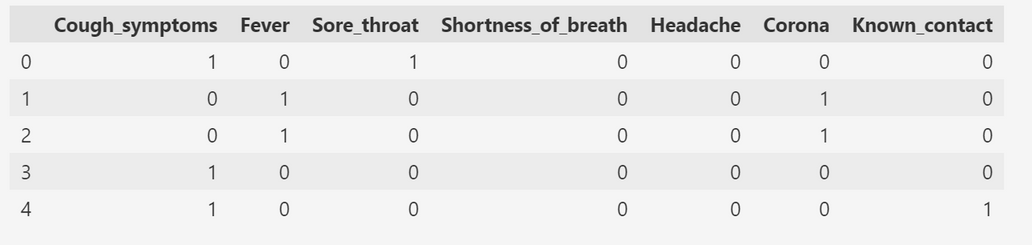 Cough_symptoms Fever Sore_throat Shortness_of_breath Headache Corona Known_contact
0 1 0 1 0 0 0 0
1 0 1 0 0 0 1 0
2 0 1 0 0 0 1 0
3 1 0 0 0 0 0 0
4 1 0 0 0 0 0 1